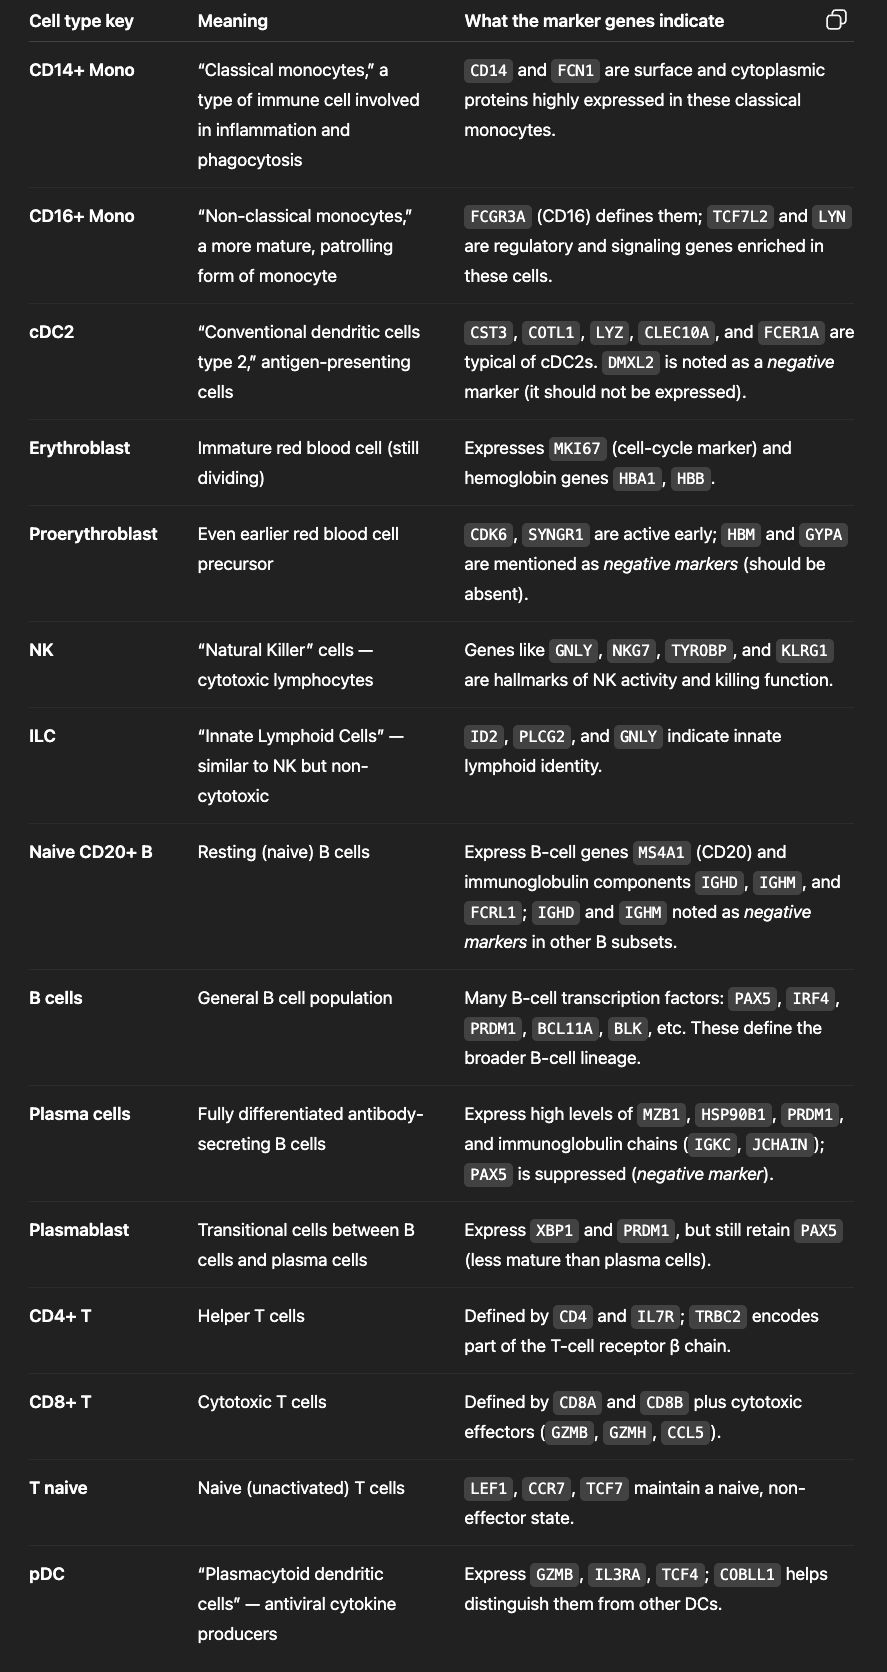 Cell type key Meaning What the marker genes indicate
CD14+ Mono “Classical monocytes,” a CD14 and FCN1 are surface and cytoplasmic
type of immune cell involved proteins highly expressed in these classical
in inflammation and monocytes.
phagocytosis
CD16+ Mono “Non-classical monocytes,” FCGR3A (CD16) defines them; TCF7L2 and LYN
a more mature, patrolling are regulatory and signaling genes enriched in
form of monocyte these cells.
cDC2 “Conventional dendritic cells CST3, COTL1, LYZ, CLEC10A, and FCER1A are
type 2,” antigen-presenting typical of cDC2s. DMXL2 is noted as a negative
cells marker (it should not be expressed).
Erythroblast Immature red blood cell (still Expresses MKI67 (cell-cycle marker) and
dividing) hemoglobin genes HBA1, HBB.
Proerythroblast Even earlier red blood cell CDK6, SYNGR1 are active early; HBM and GYPA
precursor are mentioned as negative markers (should be
absent).
NK “Natural Killer” cells — Genes like GNLY, NKG7, TYROBP, and KLRG1
cytotoxic lymphocytes are hallmarks of NK activity and killing function.
ILC “Innate Lymphoid Cells” — ID2, PLCG2, and GNLY indicate innate
similar to NK but non- lymphoid identity.
cytotoxic
Naive CD20+ B Resting (naive) B cells Express B-cell genes MS4A1 (CD20) and
immunoglobulin components IGHD, IGHM, and
FCRL1; IGHD and IGHM noted as negative
markers in other B subsets.
B cells General B cell population Many B-cell transcription factors: PAX5, IRF4,
PRDM1, BCL11A, BLK, etc. These define the
broader B-cell lineage.
Plasma cells Fully differentiated antibody- Express high levels of MZB1, HSP90B1, PRDM1,
secreting B cells and immunoglobulin chains (IGKC, JCHAIN);
PAX5 is suppressed (negative marker).
Plasmablast Transitional cells between B Express XBP1 and PRDM1, but still retain PAX5
cells and plasma cells (less mature than plasma cells).
CD4+ T Helper T cells Defined by CD4 and IL7R; TRBC2 encodes
part of the T-cell receptor β chain.
CD8+ T Cytotoxic T cells Defined by CD8A and CD8B plus cytotoxic
effectors (GZMB, GZMH, CCL5).
T naive Naive (unactivated) T cells LEF1, CCR7, TCF7 maintain a naive, non-
effector state.
pDC “Plasmacytoid dendritic Express GZMB, IL3RA, TCF4; COBLL1 helps
cells” — antiviral cytokine distinguish them from other DCs.
producers